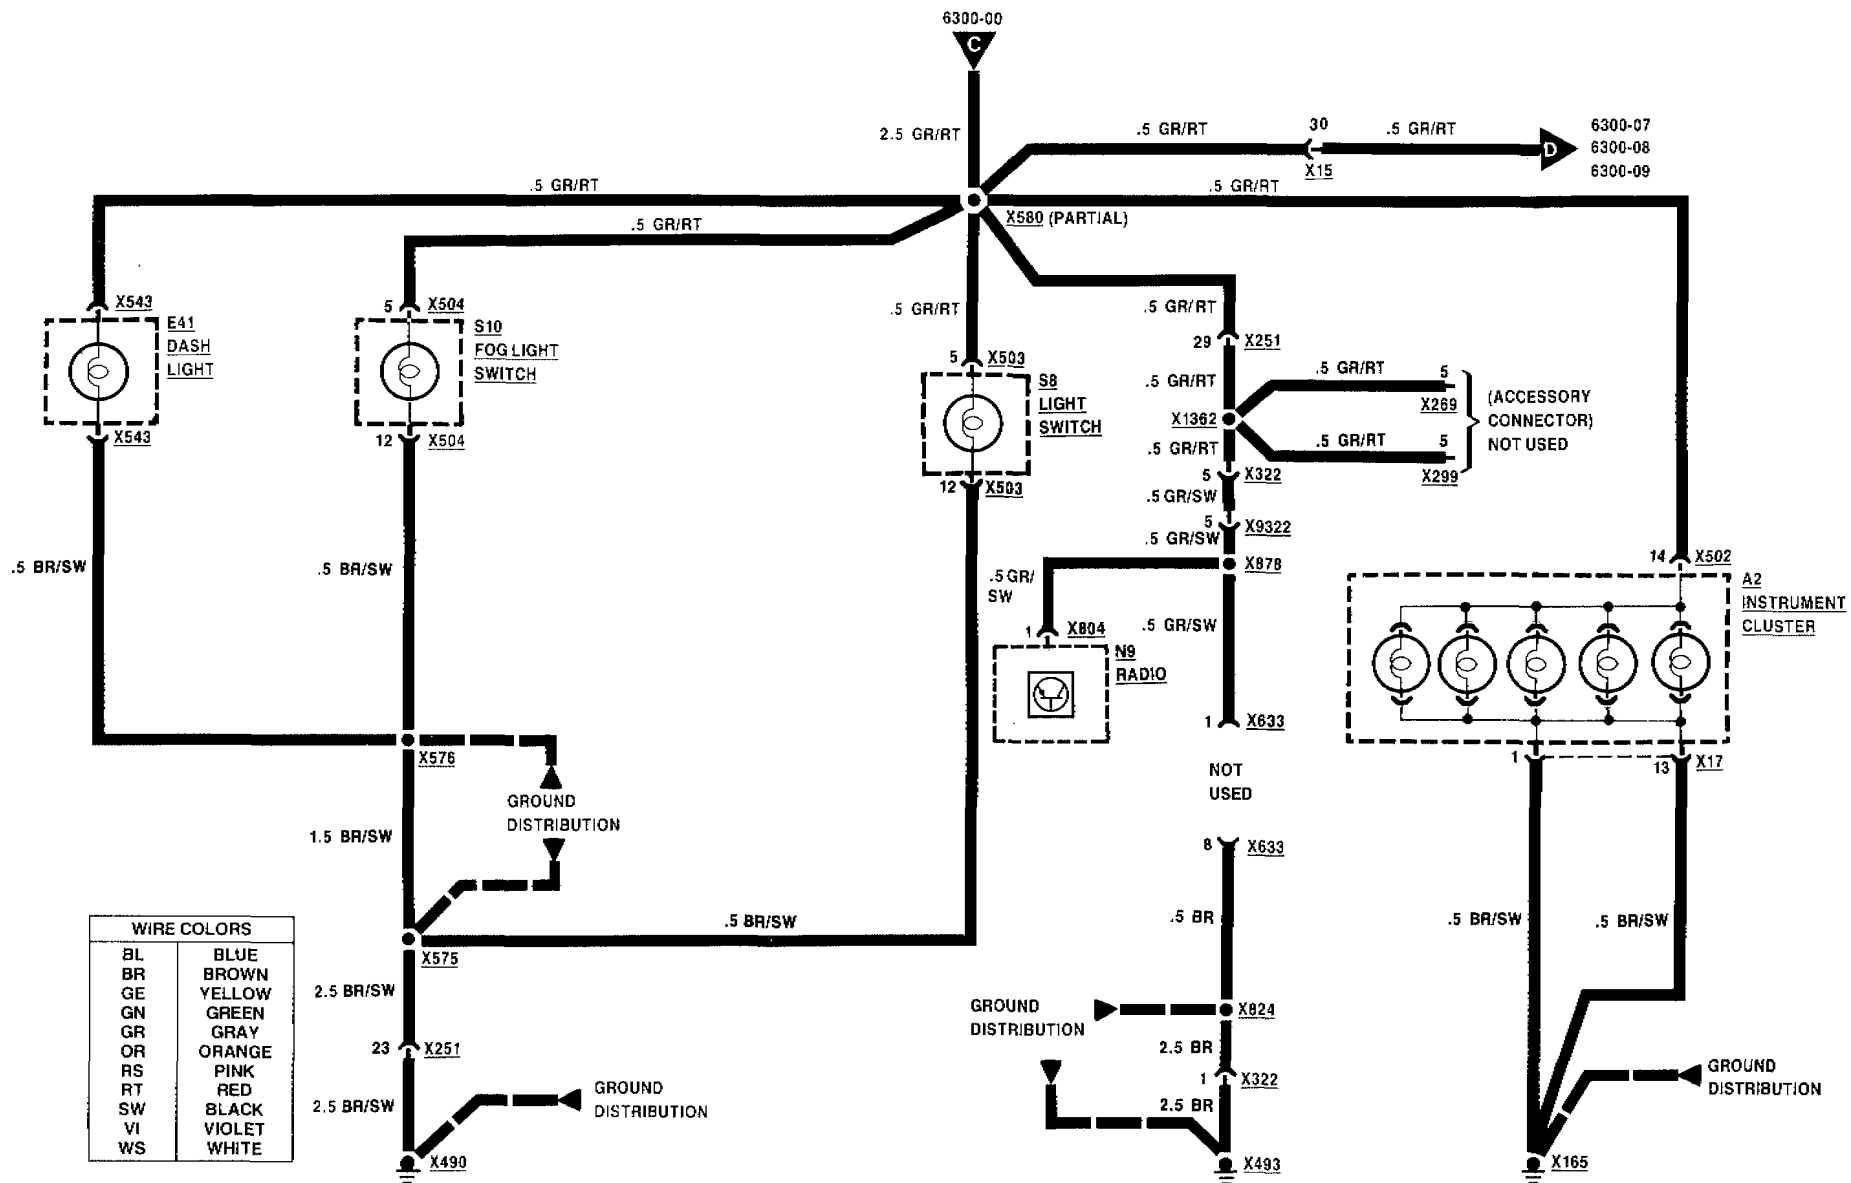 6300-00
C
2.5 GR/RT
.5 GR/RT
30
.5 GR/RT
X15
D
6300-07
6300-08
6300-09
.5 GR/RT
.5 GR/RT
X580 (PARTIAL)
.5 GR/RT
X543
E41
DASH
LIGHT
X543
5
X504
S10
FOG LIGHT
SWITCH
12
X504
.5 GR/RT
5
X503
S8
LIGHT
SWITCH
12
X503
.5 GR/RT
29
X251
.5 GR/RT
X1362
.5 GR/RT
5
X269
.5 GR/RT
5
X299
(ACCESSORY
CONNECTOR)
NOT USED
.5 GR/RT
5
X322
.5 GR/SW
5
X9322
.5 GR/SW
X878
.5 GR/
SW
1
X804
N9
RADIO
.5 GR/SW
1
X633
NOT
USED
8
X633
14
X502
A2
INSTRUMENT
CLUSTER
1
13
X17
.5 BR/SW
.5 BR/SW
X576
GROUND
DISTRIBUTION
1.5 BR/SW
.5 BR/SW
X575
2.5 BR/SW
23
X251
2.5 BR/SW
GROUND
DISTRIBUTION
X490
.5 BR
GROUND
DISTRIBUTION
X824
2.5 BR
1
X322
2.5 BR
X493
.5 BR/SW
.5 BR/SW
GROUND
DISTRIBUTION
X165
WIRE COLORS
BL BLUE
BR BROWN
GE YELLOW
GN GREEN
GR GRAY
OR ORANGE
RS PINK
RT RED
SW BLACK
VI VIOLET
WS WHITE